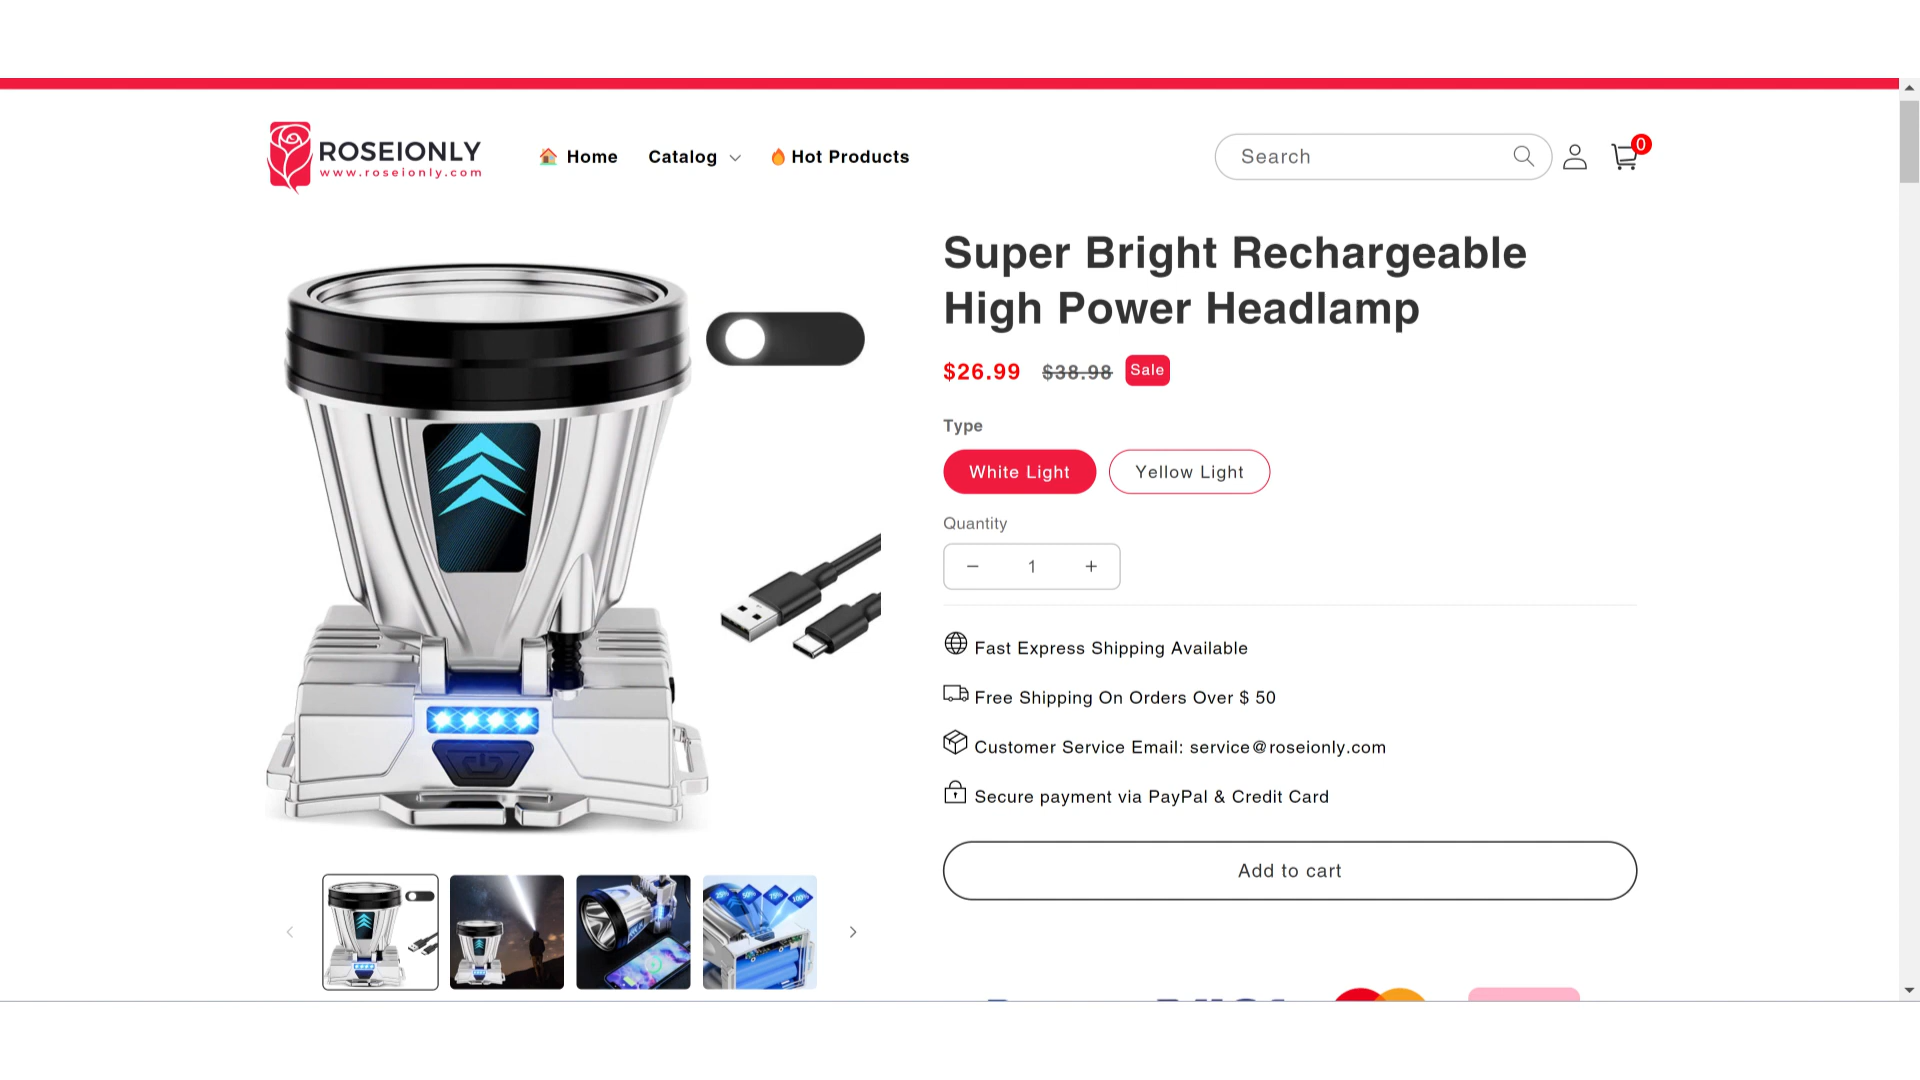 ROSEIONLY
www.roseionly.com
Home
Catalog
Hot Products
Search
0
Super Bright Rechargeable
High Power Headlamp
$26.99
$38.98
Sale
Type
White Light
Yellow Light
Quantity
− 1 +
Fast Express Shipping Available
Free Shipping On Orders Over $ 50
Customer Service Email: service@roseionly.com
Secure payment via PayPal & Credit Card
Add to cart